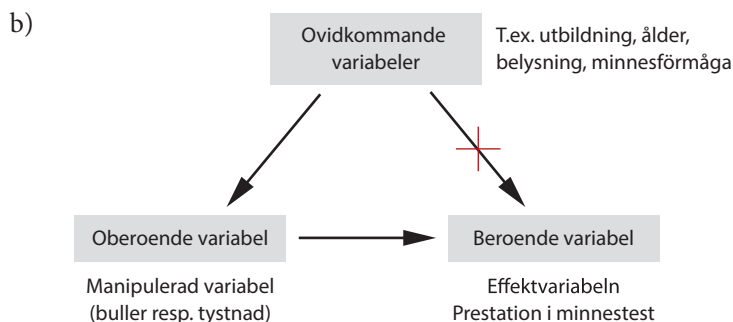 b)
Ovidkommande
variabeler
T.ex. utbildning, ålder,
belysning, minnesförmåga
Oberoende variabel
Beroende variabel
Manipulerad variabel
(buller resp. tystnad)
Effektvariabeln
Prestation i minnestest